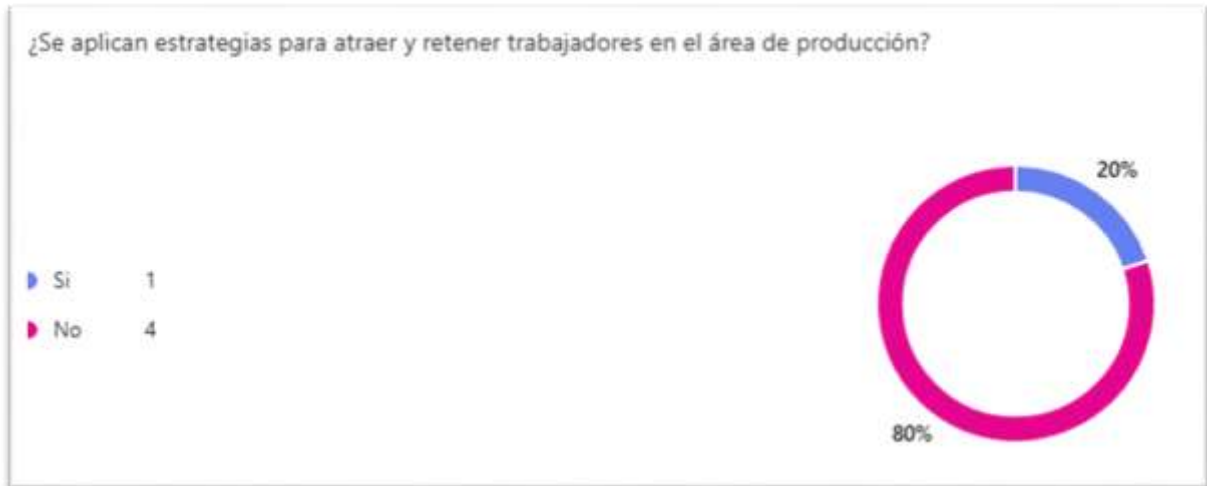 ¿Se aplican estrategias para atraer y retener trabajadores en el área de producción?
20%
Si 1
No 4
80%